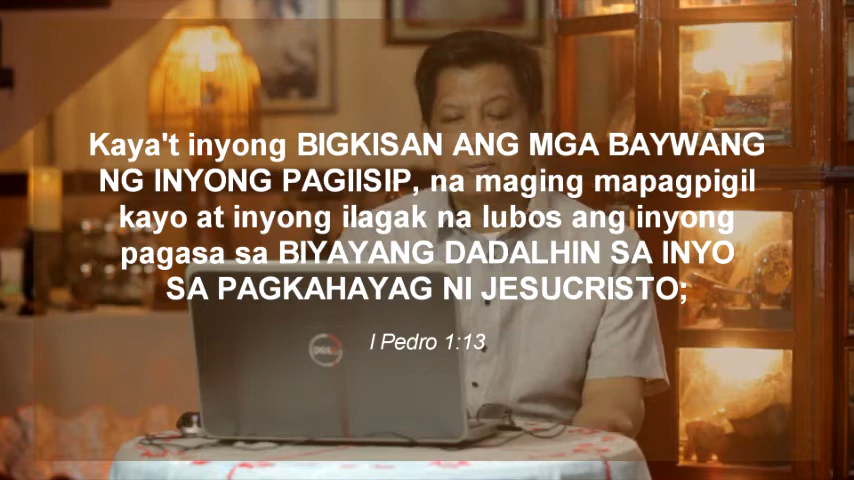 Kaya't inyong BIGKISAN ANG MGA BAYWANG
NG INYONG PAGIISIP, na maging mapagpigil
kayo at inyong ilagak na lubos ang inyong
pagasa sa BIYAYANG DADALHIN SA INYO
SA PAGKAHAYAG NI JESUCRISTO;
I Pedro 1:13